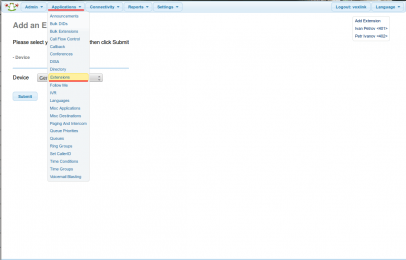 Admin Applications Connectivity Reports Settings Logout: voxlink Language
Add an E
Please select y then click Submit
- Device
Device
Submit
Announcements
Bulk DIDs
Bulk Extensions
Call Flow Control
Callback
Conferences
DISA
Directory
Extensions
Follow Me
IVR
Languages
Misc Applications
Misc Destinations
Paging And Intercom
Queue Priorities
Queues
Ring Groups
Set CallerID
Time Conditions
Time Groups
Voicemail Blasting
Add Extension
Ivan Petrov <401>
Petr Ivanov <402>